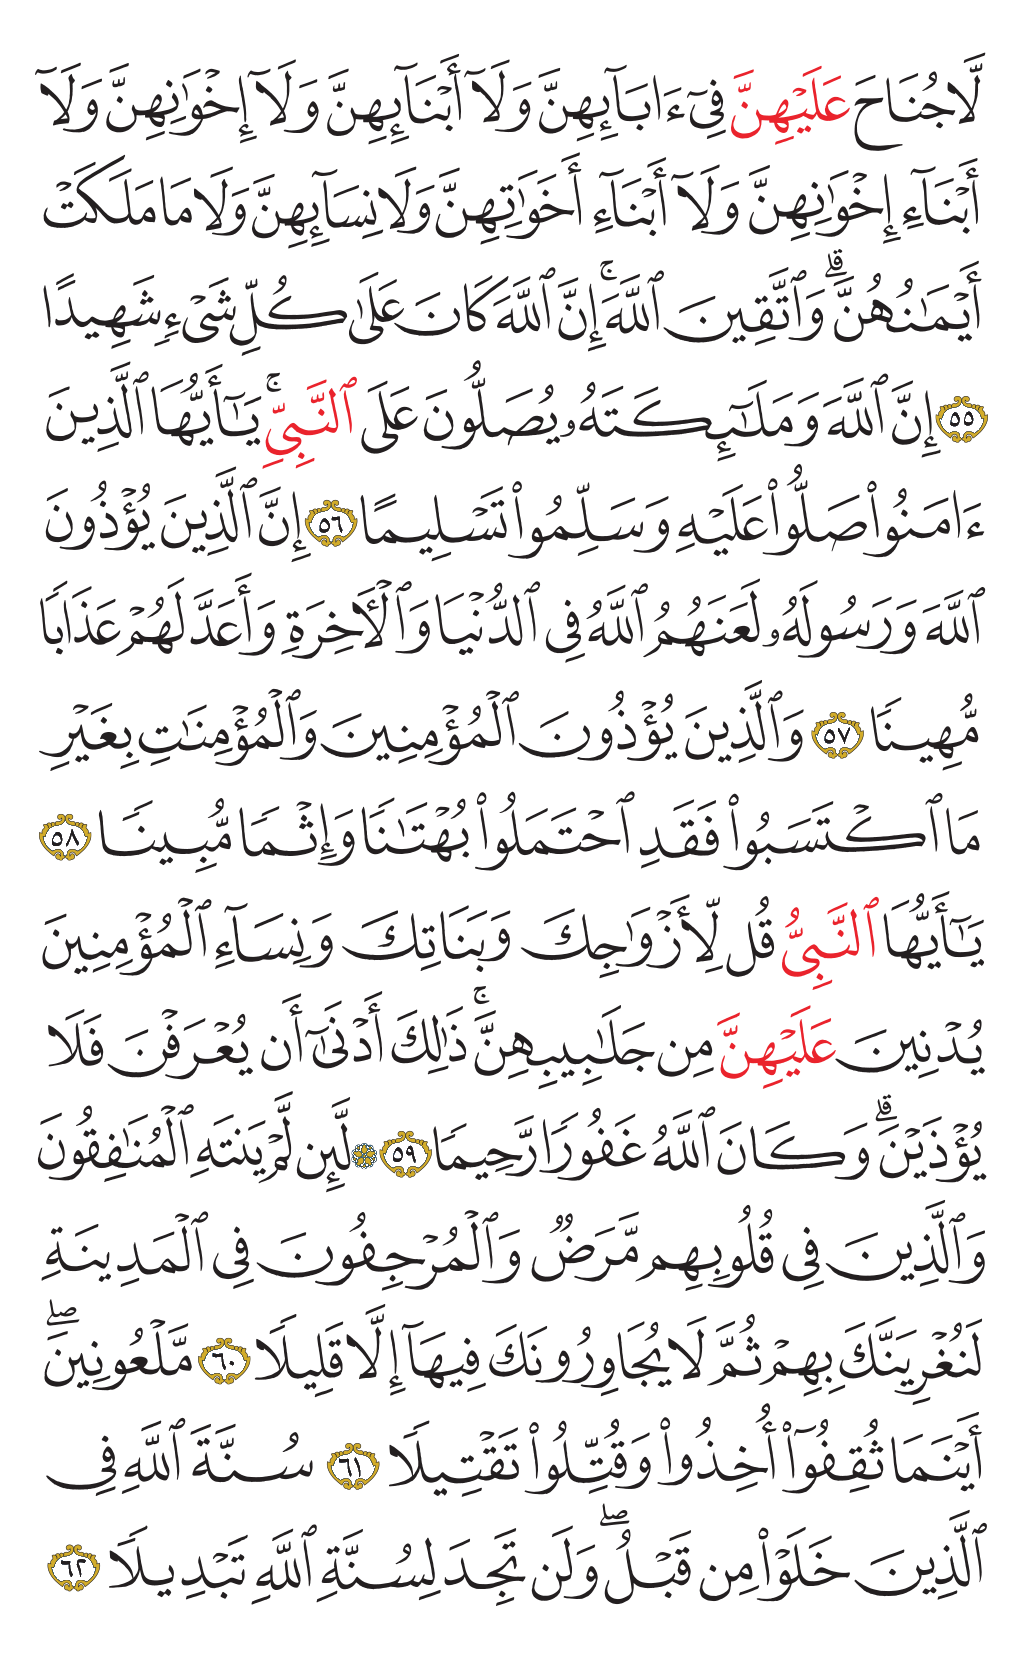 لَّا جُنَاحَ عَلَيْهِنَّ فِىٓ ءَابَآئِهِنَّ وَلَآ أَبْنَآئِهِنَّ وَلَآ إِخْوَٰنِهِنَّ وَلَآ
أَبْنَآءِ إِخْوَٰنِهِنَّ وَلَآ أَبْنَآءِ أَخَوَٰتِهِنَّ وَلَا نِسَآئِهِنَّ وَلَا مَا مَلَكَتْ
أَيْمَٰنُهُنَّ ۗ وَٱتَّقِينَ ٱللَّهَ ۚ إِنَّ ٱللَّهَ كَانَ عَلَىٰ كُلِّ شَىْءٍ شَهِيدًا
٥٥ إِنَّ ٱللَّهَ وَمَلَٰٓئِكَتَهُۥ يُصَلُّونَ عَلَى ٱلنَّبِىِّ ۚ يَٰٓأَيُّهَا ٱلَّذِينَ
ءَامَنُوا۟ صَلُّوا۟ عَلَيْهِ وَسَلِّمُوا۟ تَسْلِيمًا ٥٦ إِنَّ ٱلَّذِينَ يُؤْذُونَ
ٱللَّهَ وَرَسُولَهُۥ لَعَنَهُمُ ٱللَّهُ فِى ٱلدُّنْيَا وَٱلْـَٔاخِرَةِ وَأَعَدَّ لَهُمْ عَذَابًا
مُّهِينًا ٥٧ وَٱلَّذِينَ يُؤْذُونَ ٱلْمُؤْمِنِينَ وَٱلْمُؤْمِنَٰتِ بِغَيْرِ
مَا ٱكْتَسَبُوا۟ فَقَدِ ٱحْتَمَلُوا۟ بُهْتَٰنًا وَإِثْمًا مُّبِينًا ٥٨
يَٰٓأَيُّهَا ٱلنَّبِىُّ قُل لِّأَزْوَٰجِكَ وَبَنَاتِكَ وَنِسَآءِ ٱلْمُؤْمِنِينَ
يُدْنِينَ عَلَيْهِنَّ مِن جَلَٰبِيبِهِنَّ ۚ ذَٰلِكَ أَدْنَىٰٓ أَن يُعْرَفْنَ فَلَا
يُؤْذَيْنَ ۗ وَكَانَ ٱللَّهُ غَفُورًا رَّحِيمًا ٥٩ ۞ لَّئِن لَّمْ يَنتَهِ ٱلْمُنَٰفِقُونَ
وَٱلَّذِينَ فِى قُلُوبِهِم مَّرَضٌ وَٱلْمُرْجِفُونَ فِى ٱلْمَدِينَةِ
لَنُغْرِيَنَّكَ بِهِمْ ثُمَّ لَا يُجَاوِرُونَكَ فِيهَآ إِلَّا قَلِيلًا ٦٠ مَّلْعُونِينَ ۖ
أَيْنَمَا ثُقِفُوٓا۟ أُخِذُوا۟ وَقُتِّلُوا۟ تَقْتِيلًا ٦١ سُنَّةَ ٱللَّهِ فِى
ٱلَّذِينَ خَلَوْا۟ مِن قَبْلُ ۖ وَلَن تَجِدَ لِسُنَّةِ ٱللَّهِ تَبْدِيلًا ٦٢